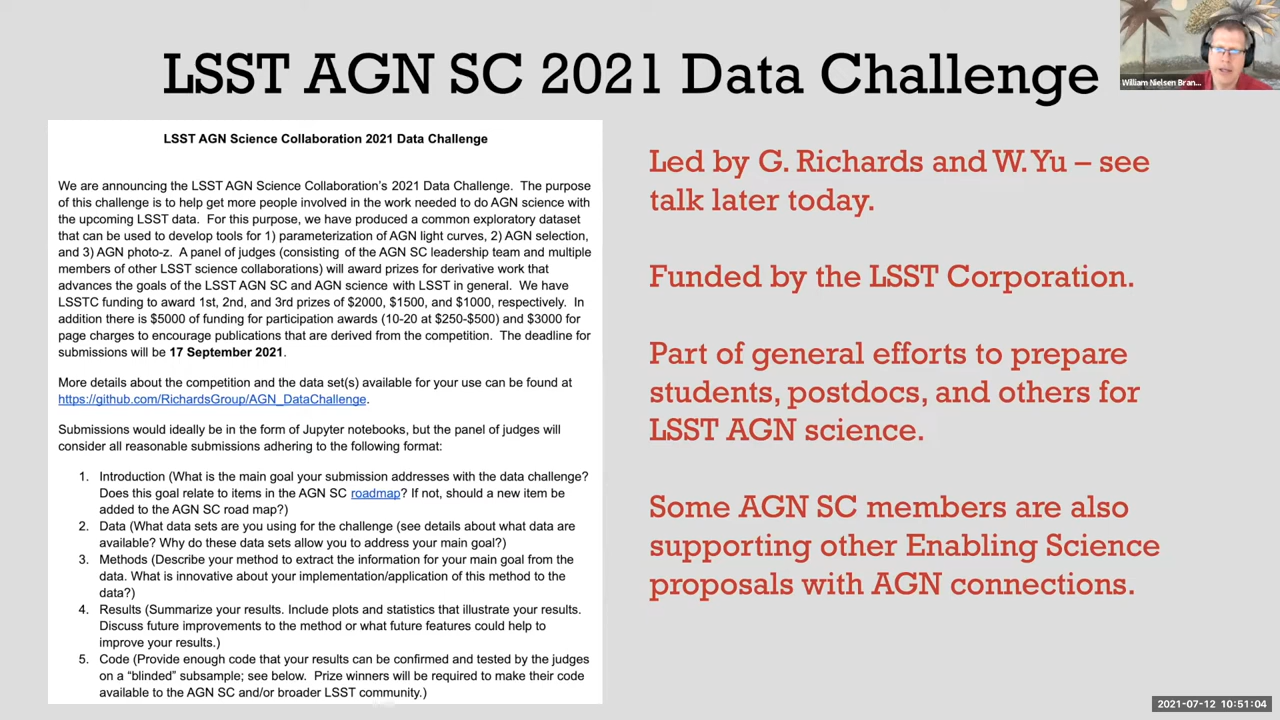 LSST AGN SC 2021 Data Challenge
William Nielsen Bran...
LSST AGN Science Collaboration 2021 Data Challenge
We are announcing the LSST AGN Science Collaboration's 2021 Data Challenge. The purpose
of this challenge is to help get more people involved in the work needed to do AGN science with
the upcoming LSST data. For this purpose, we have produced a common exploratory dataset
that can be used to develop tools for 1) parameterization of AGN light curves, 2) AGN selection,
and 3) AGN photo-z. A panel of judges (consisting of the AGN SC leadership team and multiple
members of other LSST science collaborations) will award prizes for derivative work that
advances the goals of the LSST AGN SC and AGN science with LSST in general. We have
LSSTC funding to award 1st, 2nd, and 3rd prizes of $2000, $1500, and $1000, respectively. In
addition there is $5000 of funding for participation awards (10-20 at $250-$500) and $3000 for
page charges to encourage publications that are derived from the competition. The deadline for
submissions will be 17 September 2021.
More details about the competition and the data set(s) available for your use can be found at
https://github.com/RichardsGroup/AGN_DataChallenge.
Submissions would ideally be in the form of Jupyter notebooks, but the panel of judges will
consider all reasonable submissions adhering to the following format:
1. Introduction (What is the main goal your submission addresses with the data challenge?
Does this goal relate to items in the AGN SC roadmap? If not, should a new item be
added to the AGN SC road map?)
2. Data (What data sets are you using for the challenge (see details about what data are
available? Why do these data sets allow you to address your main goal?)
3. Methods (Describe your method to extract the information for your main goal from the
data. What is innovative about your implementation/application of this method to the
data?)
4. Results (Summarize your results. Include plots and statistics that illustrate your results.
Discuss future improvements to the method or what future features could help to
improve your results.)
5. Code (Provide enough code that your results can be confirmed and tested by the judges
on a "blinded" subsample; see below. Prize winners will be required to make their code
available to the AGN SC and/or broader LSST community.)
Led by G. Richards and W. Yu – see
talk later today.
Funded by the LSST Corporation.
Part of general efforts to prepare
students, postdocs, and others for
LSST AGN science.
Some AGN SC members are also
supporting other Enabling Science
proposals with AGN connections.
2021-07-12 10:51:04